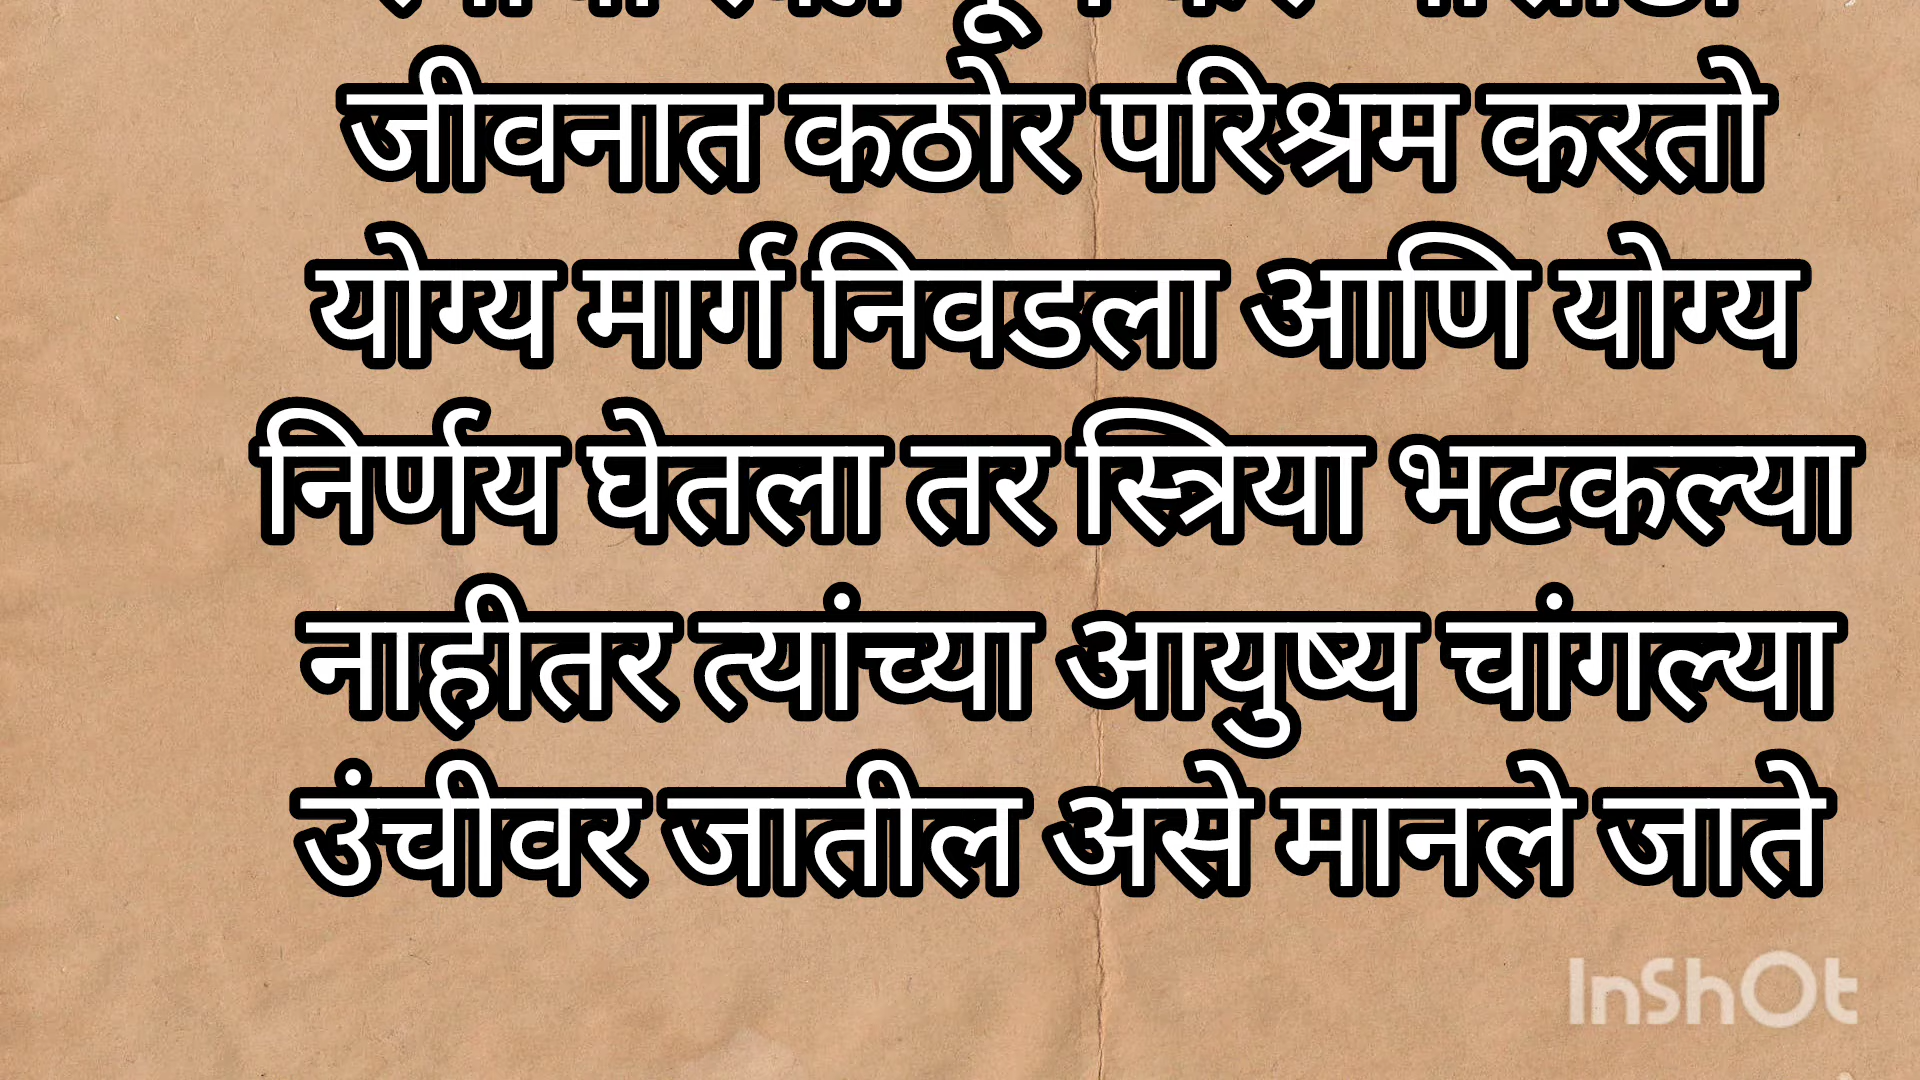 जीवनात कठोर परिश्रम करतो
योग्य मार्ग निवडला आणि योग्य
निर्णय घेतला तर स्त्रिया भटकल्या
नाहीतर त्यांच्या आयुष्य चांगल्या
उंचीवर जातील असे मानले जाते
InShOt